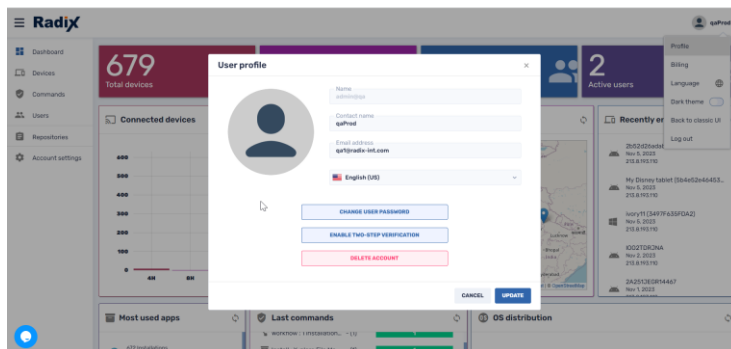 Radix
qaProd
Dashboard
Devices
Commands
Users
Repositories
Account settings
679
Total devices
2
Active users
Profile
Billing
Language
Dark theme
Back to classic UI
Log out
User profile
Name
admin@qa
Contact name
qaProd
Email address
qa1@radix-int.com
English (US)
CHANGE USER PASSWORD
ENABLE TWO-STEP VERIFICATION
DELETE ACCOUNT
CANCEL
UPDATE
Connected devices
600
500
400
300
200
100
0
4H
8H
Recently en
Nov 5, 2023
213.8.193.110
My Disney tablet (5b4e52e46453...
Nov 5, 2023
213.8.193.110
Ivory11 (3497F635FDA2)
Nov 5, 2023
213.8.193.110
Nov 2, 2023
213.8.193.110
2A251JEGR14467
Nov 1, 2023
Most used apps
Last commands
OS distribution